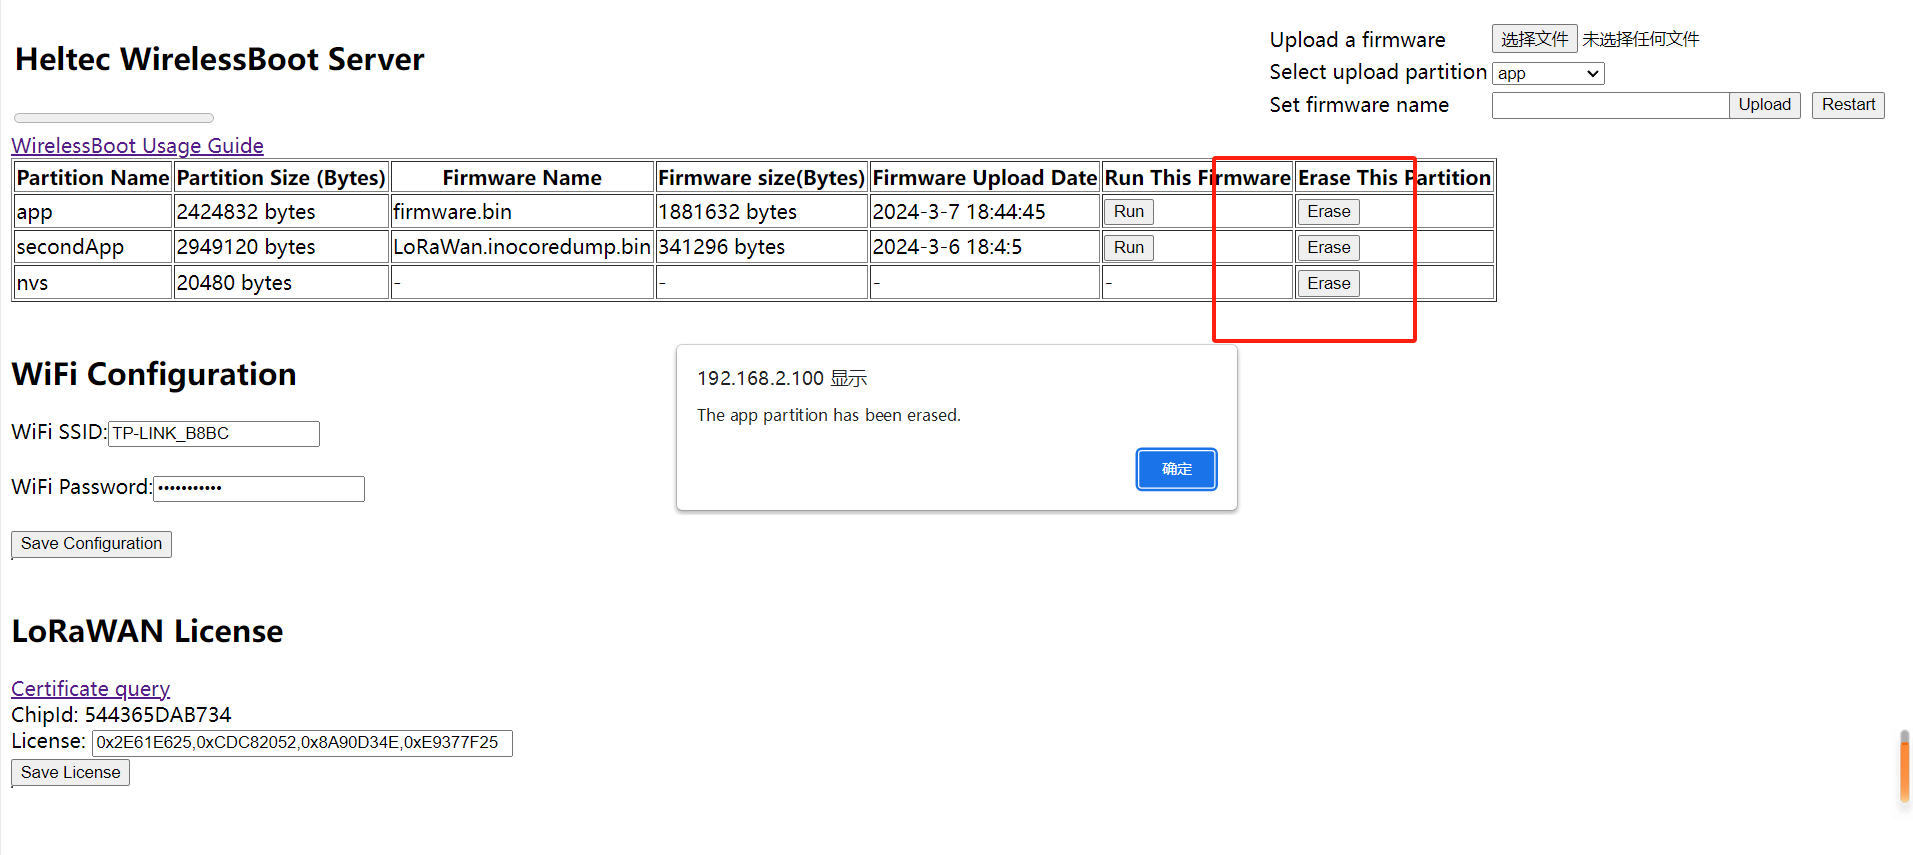 Heltec WirelessBoot Server
Upload a firmware 选择文件 未选择任何文件
Select upload partition app
Set firmware name Upload Restart
WirelessBoot Usage Guide
Partition Name Partition Size (Bytes) Firmware Name Firmware size(Bytes) Firmware Upload Date Run This Firmware Erase This Partition
app 2424832 bytes firmware.bin 1881632 bytes 2024-3-7 18:44:45 Run Erase
secondApp 2949120 bytes LoRaWan.inocoredump.bin 341296 bytes 2024-3-6 18:4:5 Run Erase
nvs 20480 bytes - - - - Erase
WiFi Configuration
WiFi SSID: TP-LINK_B8BC
WiFi Password: •••••••••••
Save Configuration
192.168.2.100 显示
The app partition has been erased.
确定
LoRaWAN License
Certificate query
ChipId: 544365DAB734
License: 0x2E61E625,0xCDC82052,0x8A90D34E,0xE9377F25
Save License